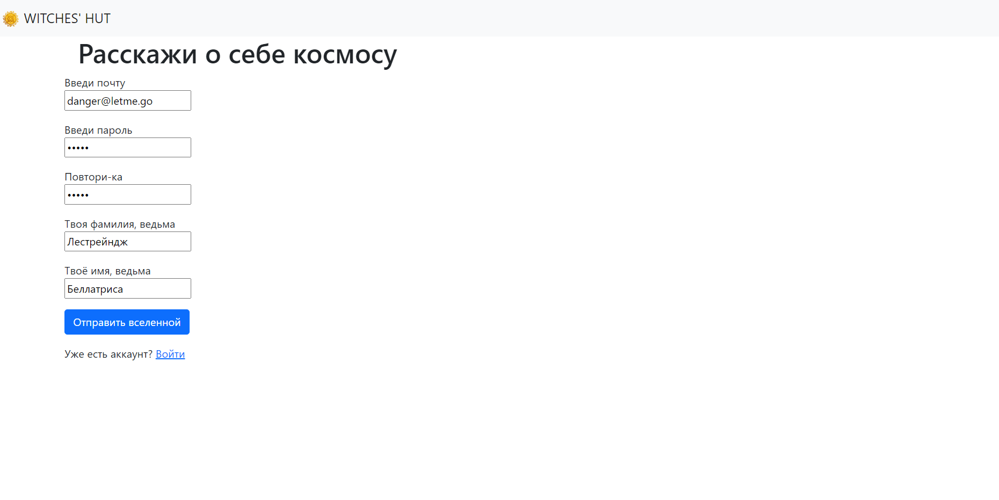 WITCHES' HUT
Расскажи о себе космосу
Введи почту
danger@letme.go
Введи пароль
•••••
Повтори-ка
•••••
Твоя фамилия, ведьма
Лестрейндж
Твоё имя, ведьма
Беллатриса
Отправить вселенной
Уже есть аккаунт? Войти